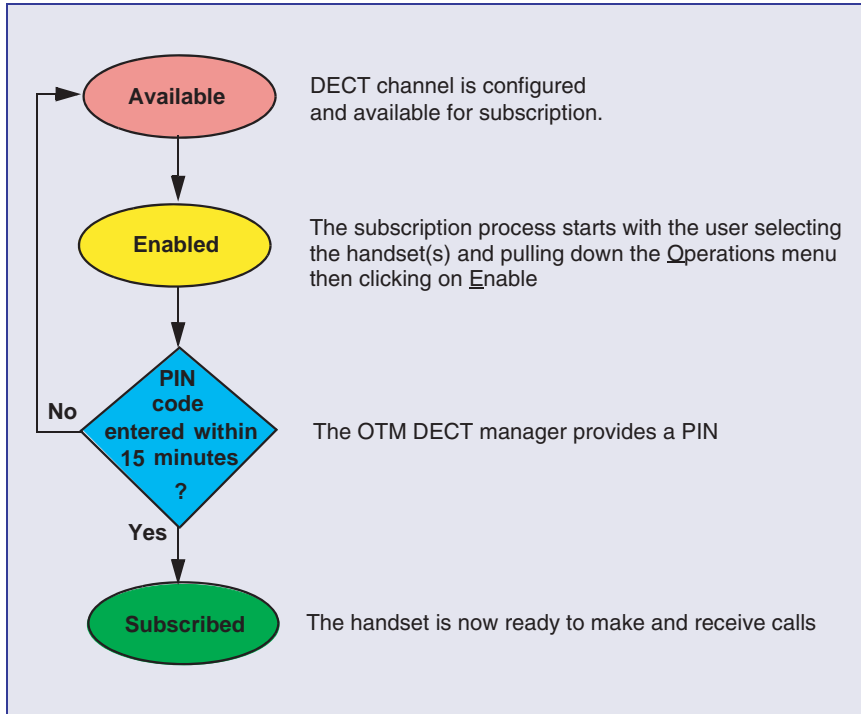 Available
DECT channel is configured
and available for subscription.
Enabled
The subscription process starts with the user selecting
the handset(s) and pulling down the Operations menu
then clicking on Enable
PIN
code
entered within
15 minutes
?
No
The OTM DECT manager provides a PIN
Yes
Subscribed
The handset is now ready to make and receive calls